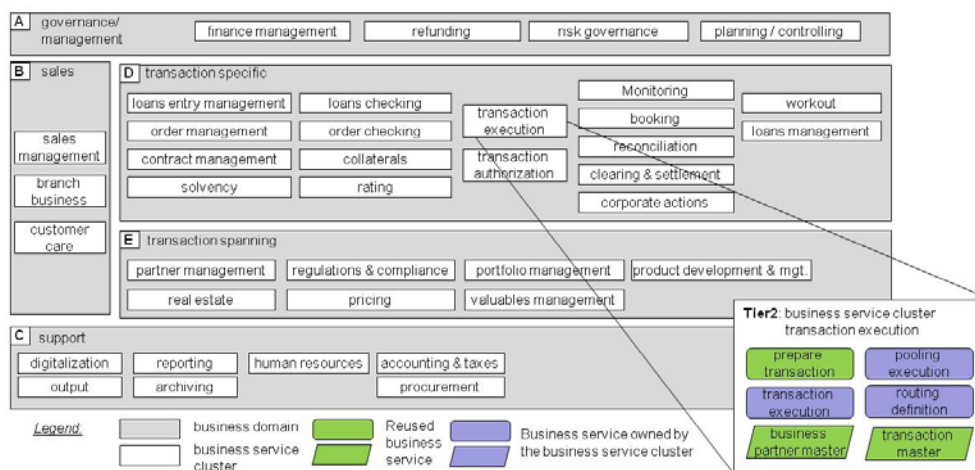 A governance/
management
finance management
refunding
risk governance
planning / controlling
B sales
sales
management
branch
business
customer
care
D transaction specific
loans entry management
loans checking
order management
order checking
contract management
collaterals
solvency
rating
transaction
execution
transaction
authorization
Monitoring
booking
reconciliation
clearing & settlement
corporate actions
workout
loans management
E transaction spanning
partner management
regulations & compliance
portfolio management
product development & mgt.
real estate
pricing
valuables management
C support
digitalization
reporting
human resources
accounting & taxes
output
archiving
procurement
Tier2: business service cluster
transaction execution
prepare
transaction
pooling
execution
transaction
execution
routing
definition
business
partner master
transaction
master
Legend:
business domain
business service
cluster
Reused
business
service
Business service owned by
the business service cluster